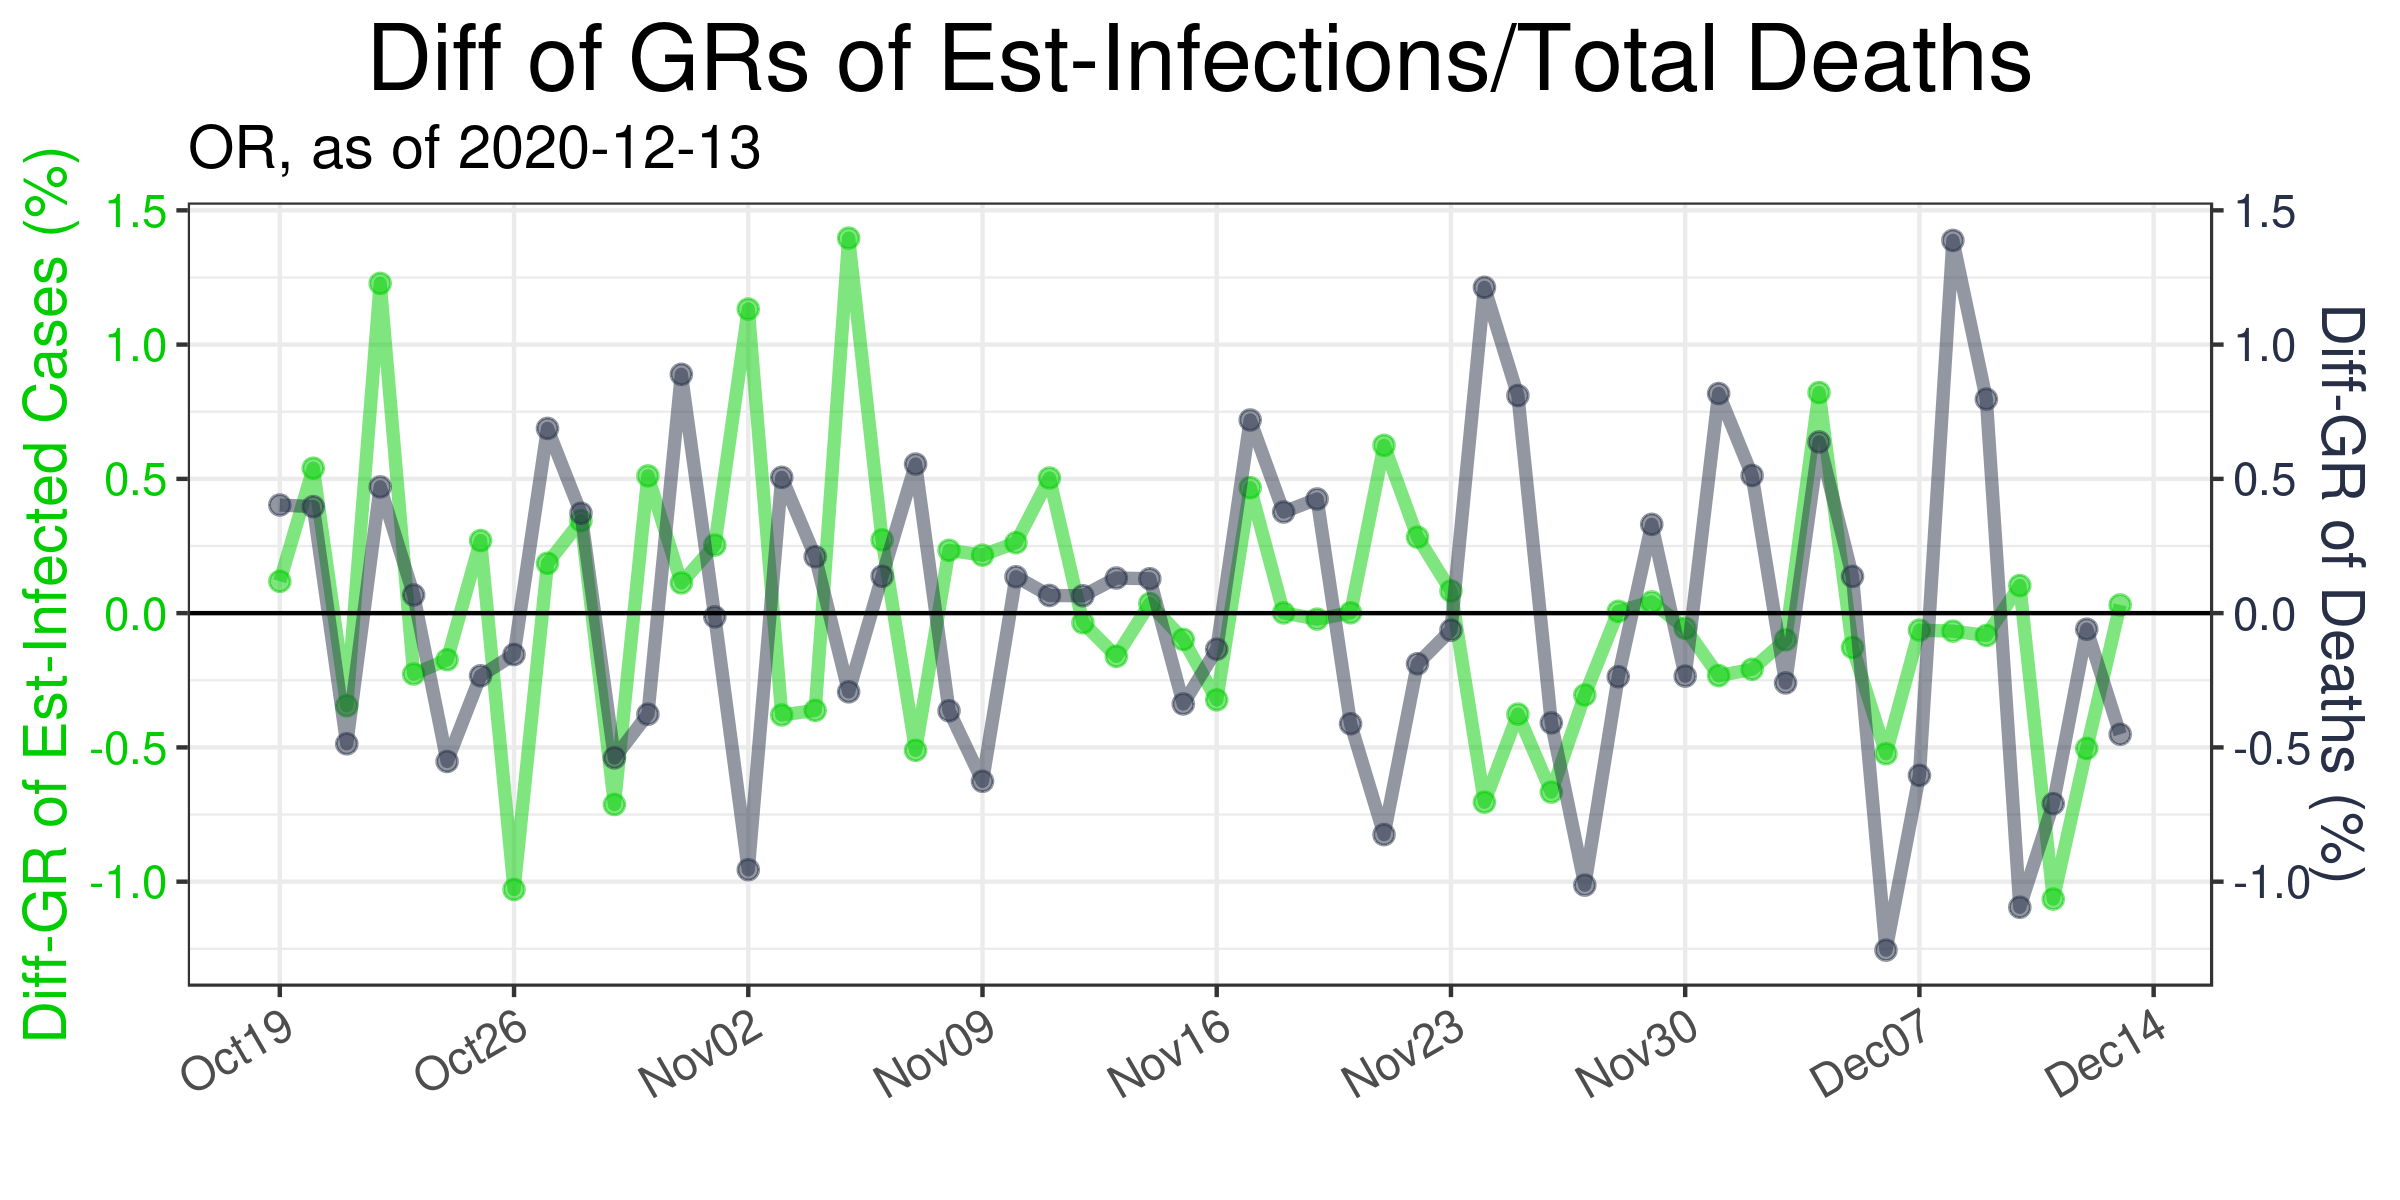 Diff of GRs of Est-Infections/Total Deaths
OR, as of 2020-12-13
Diff-GR of Est-Infected Cases (%)
1.5
1.0
0.5
0.0
-0.5
-1.0
1.5
1.0
0.5
0.0
-0.5
-1.0
Diff-GR of Deaths (%)
Oct19
Oct26
Nov02
Nov09
Nov16
Nov23
Nov30
Dec07
Dec14